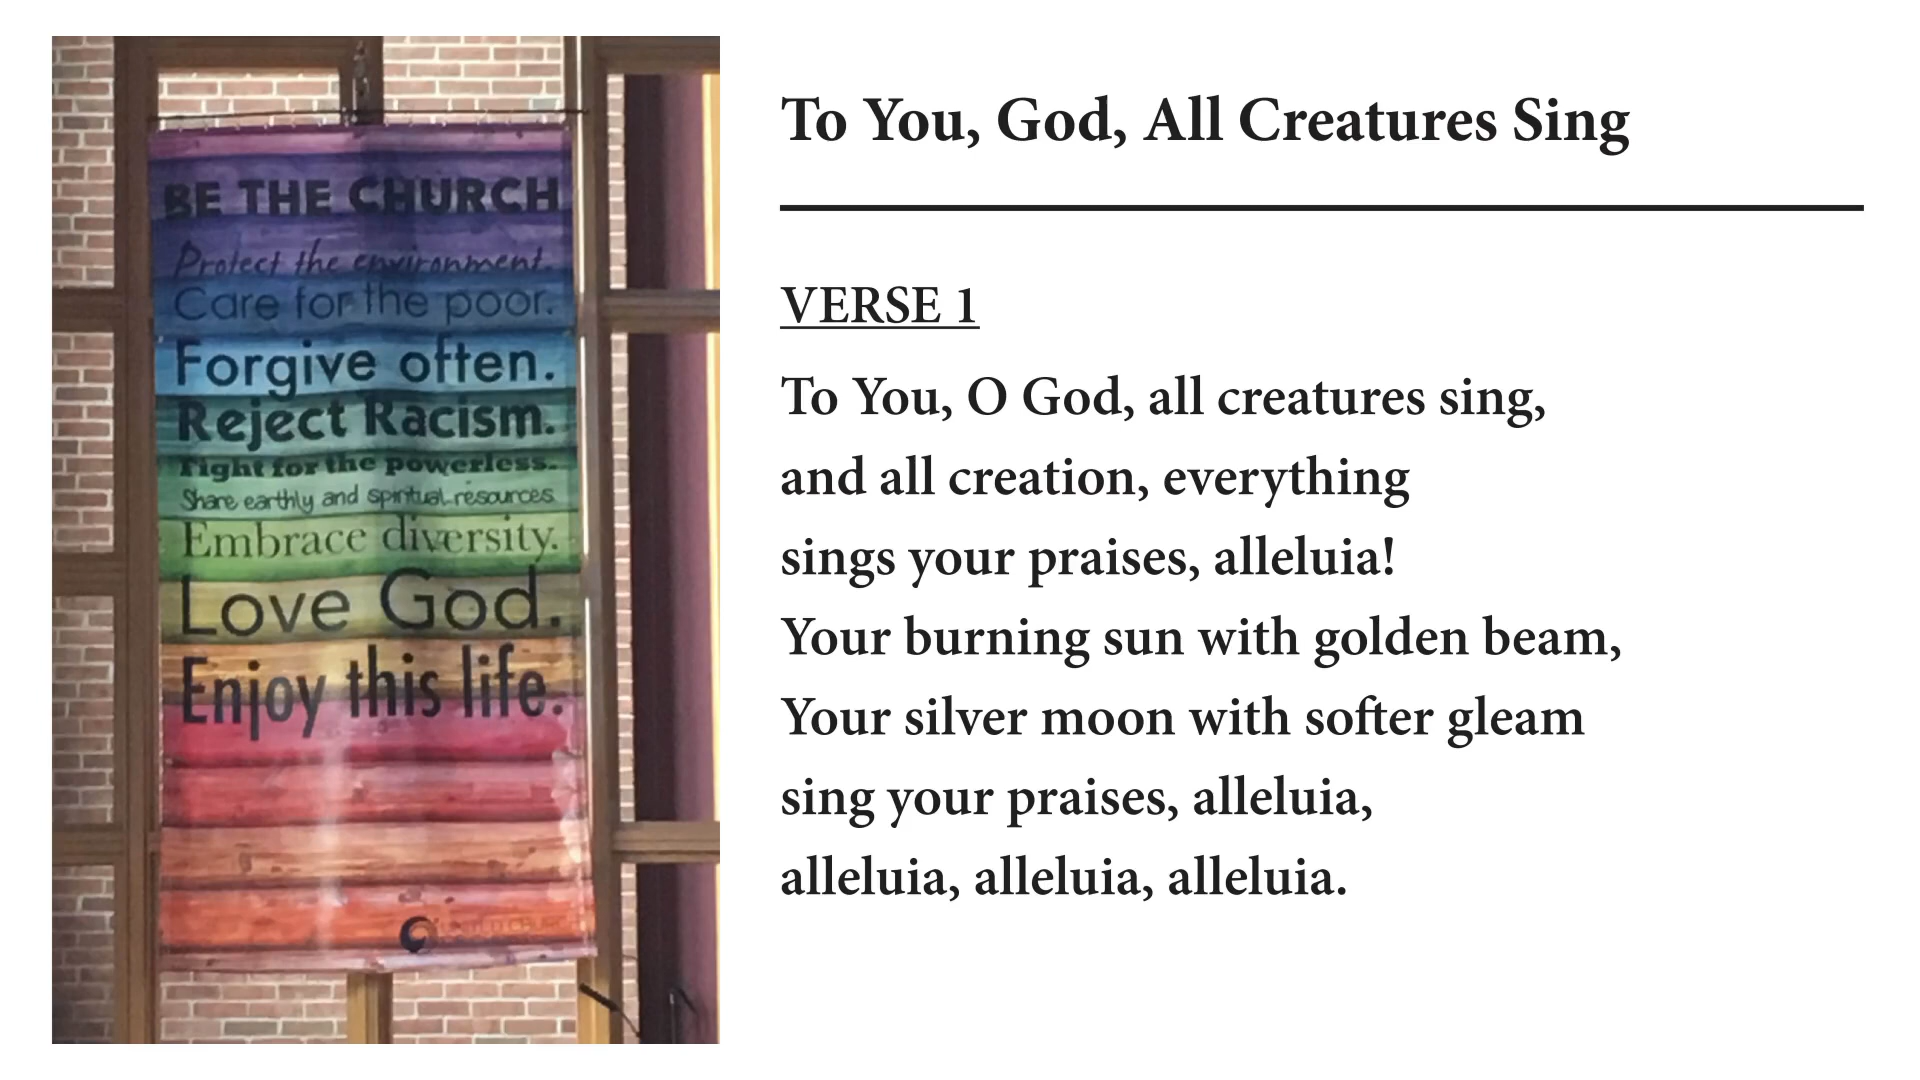 BE THE CHURCH
Protect the environment.
Care for the poor.
Forgive often.
Reject Racism.
Fight for the powerless.
Share earthly and spiritual resources.
Embrace diversity.
Love God.
Enjoy this life.
To You, God, All Creatures Sing
VERSE 1
To You, O God, all creatures sing,
and all creation, everything
sings your praises, alleluia!
Your burning sun with golden beam,
Your silver moon with softer gleam
sing your praises, alleluia,
alleluia, alleluia, alleluia.